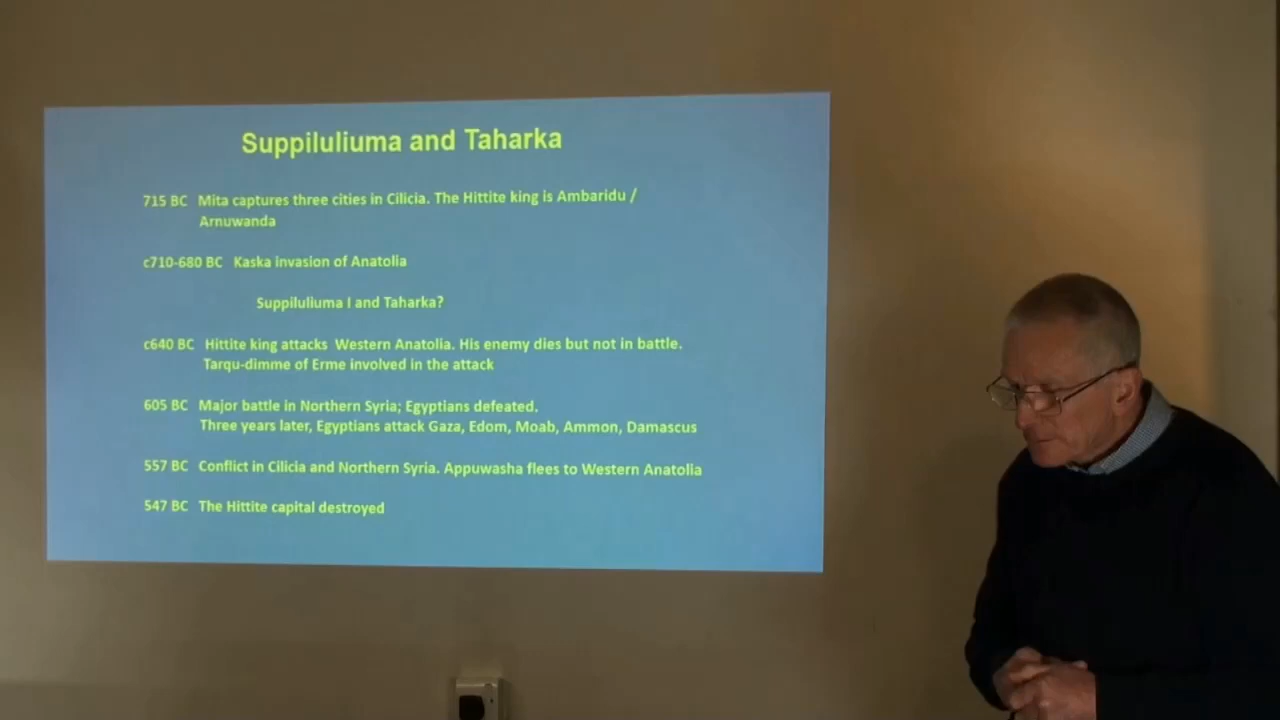 Suppiluliuma and Taharka
715 BC Mita captures three cities in Cilicia. The Hittite king is Ambaridu /
Arnuwanda
c710-680 BC Kaska invasion of Anatolia
Suppiluliuma I and Taharka?
c640 BC Hittite king attacks Western Anatolia. His enemy dies but not in battle.
Tarqu-dimme of Erme involved in the attack
605 BC Major battle in Northern Syria; Egyptians defeated.
Three years later, Egyptians attack Gaza, Edom, Moab, Ammon, Damascus
557 BC Conflict in Cilicia and Northern Syria. Appuwasha flees to Western Anatolia
547 BC The Hittite capital destroyed